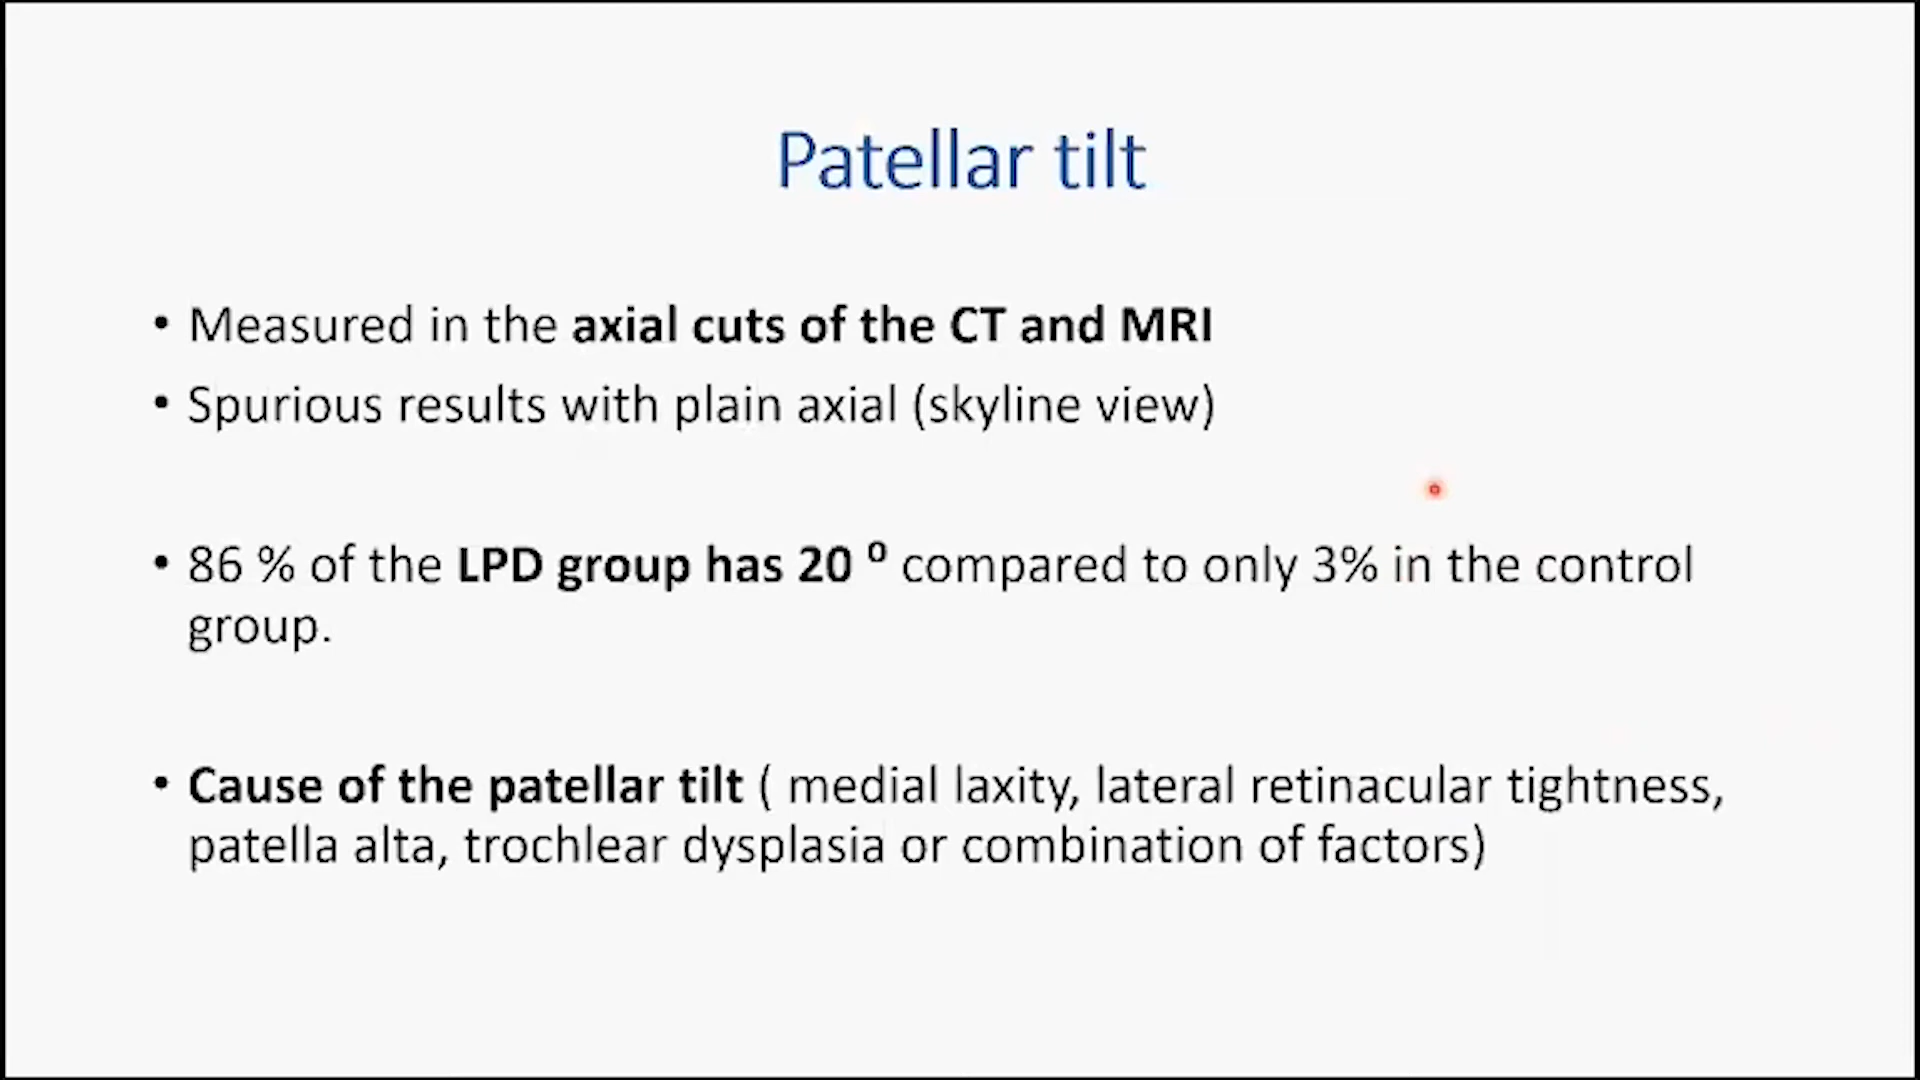 Patellar tilt
• Measured in the axial cuts of the CT and MRI
• Spurious results with plain axial (skyline view)
• 86 % of the LPD group has 20 ⁰ compared to only 3% in the control
group.
• Cause of the patellar tilt ( medial laxity, lateral retinacular tightness,
patella alta, trochlear dysplasia or combination of factors)